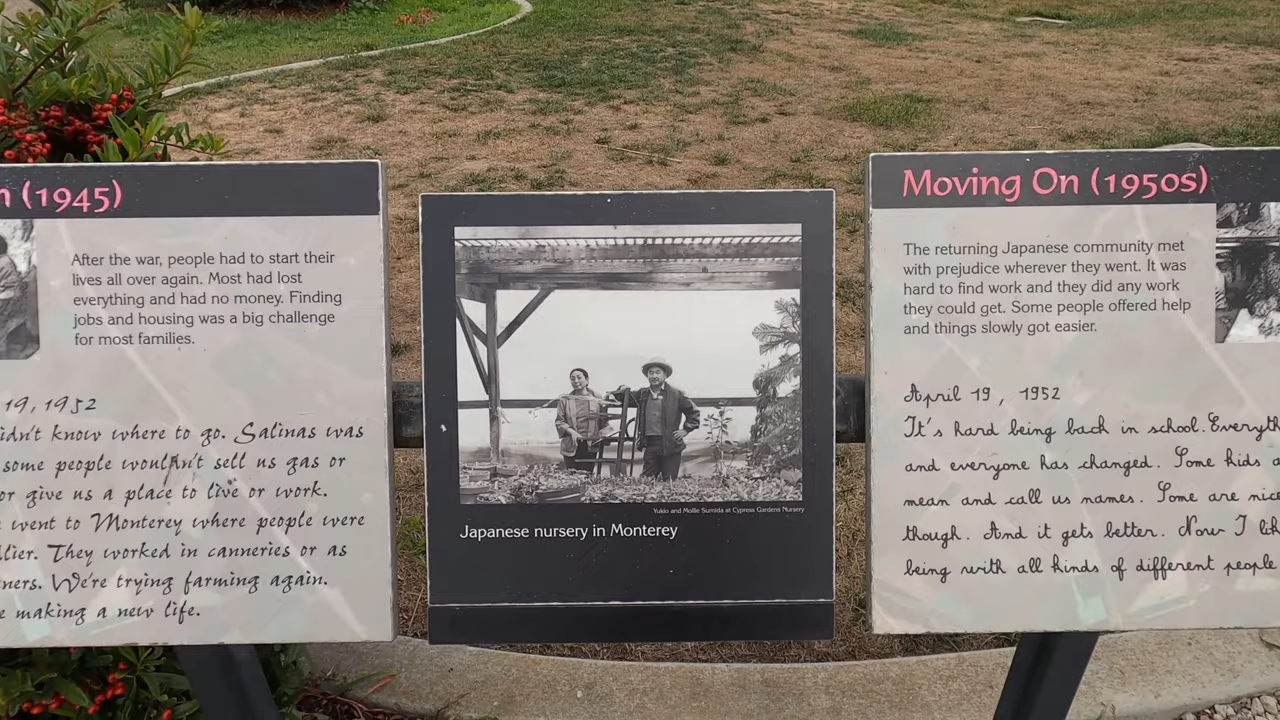 (1945)
After the war, people had to start their
lives all over again. Most had lost
everything and had no money. Finding
jobs and housing was a big challenge
for most families.
19, 1952
know where to go. Salinas was
some people wouldn't sell us gas or
or give us a place to live or work.
went to Monterey where people were
They worked in canneries or as
We're trying farming again.
making a new life.
Yukio and Mollie Sumida at Cypress Gardens Nursery
Japanese nursery in Monterey
Moving On (1950s)
The returning Japanese community met
with prejudice wherever they went. It was
hard to find work and they did any work
they could get. Some people offered help
and things slowly got easier.
April 19, 1952
It's hard being back in school.
and everyone has changed. Some kids
mean and call us names. Some are
though. And it gets better. Now I
being with all kinds of different people